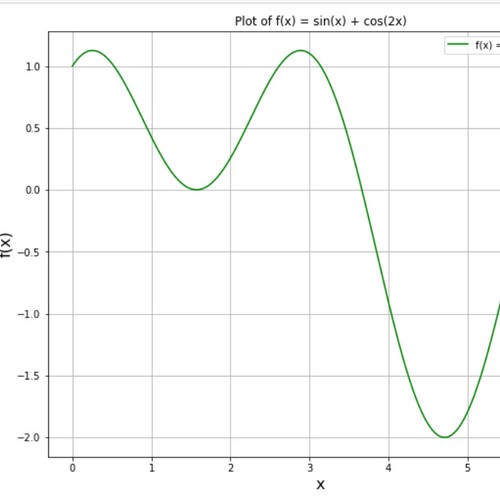 Plot of f(x) = sin(x) + cos(2x)
f(x) =
1.0
0.5
0.0
−0.5
−1.0
−1.5
−2.0
f(x)
0 1 2 3 4 5
x